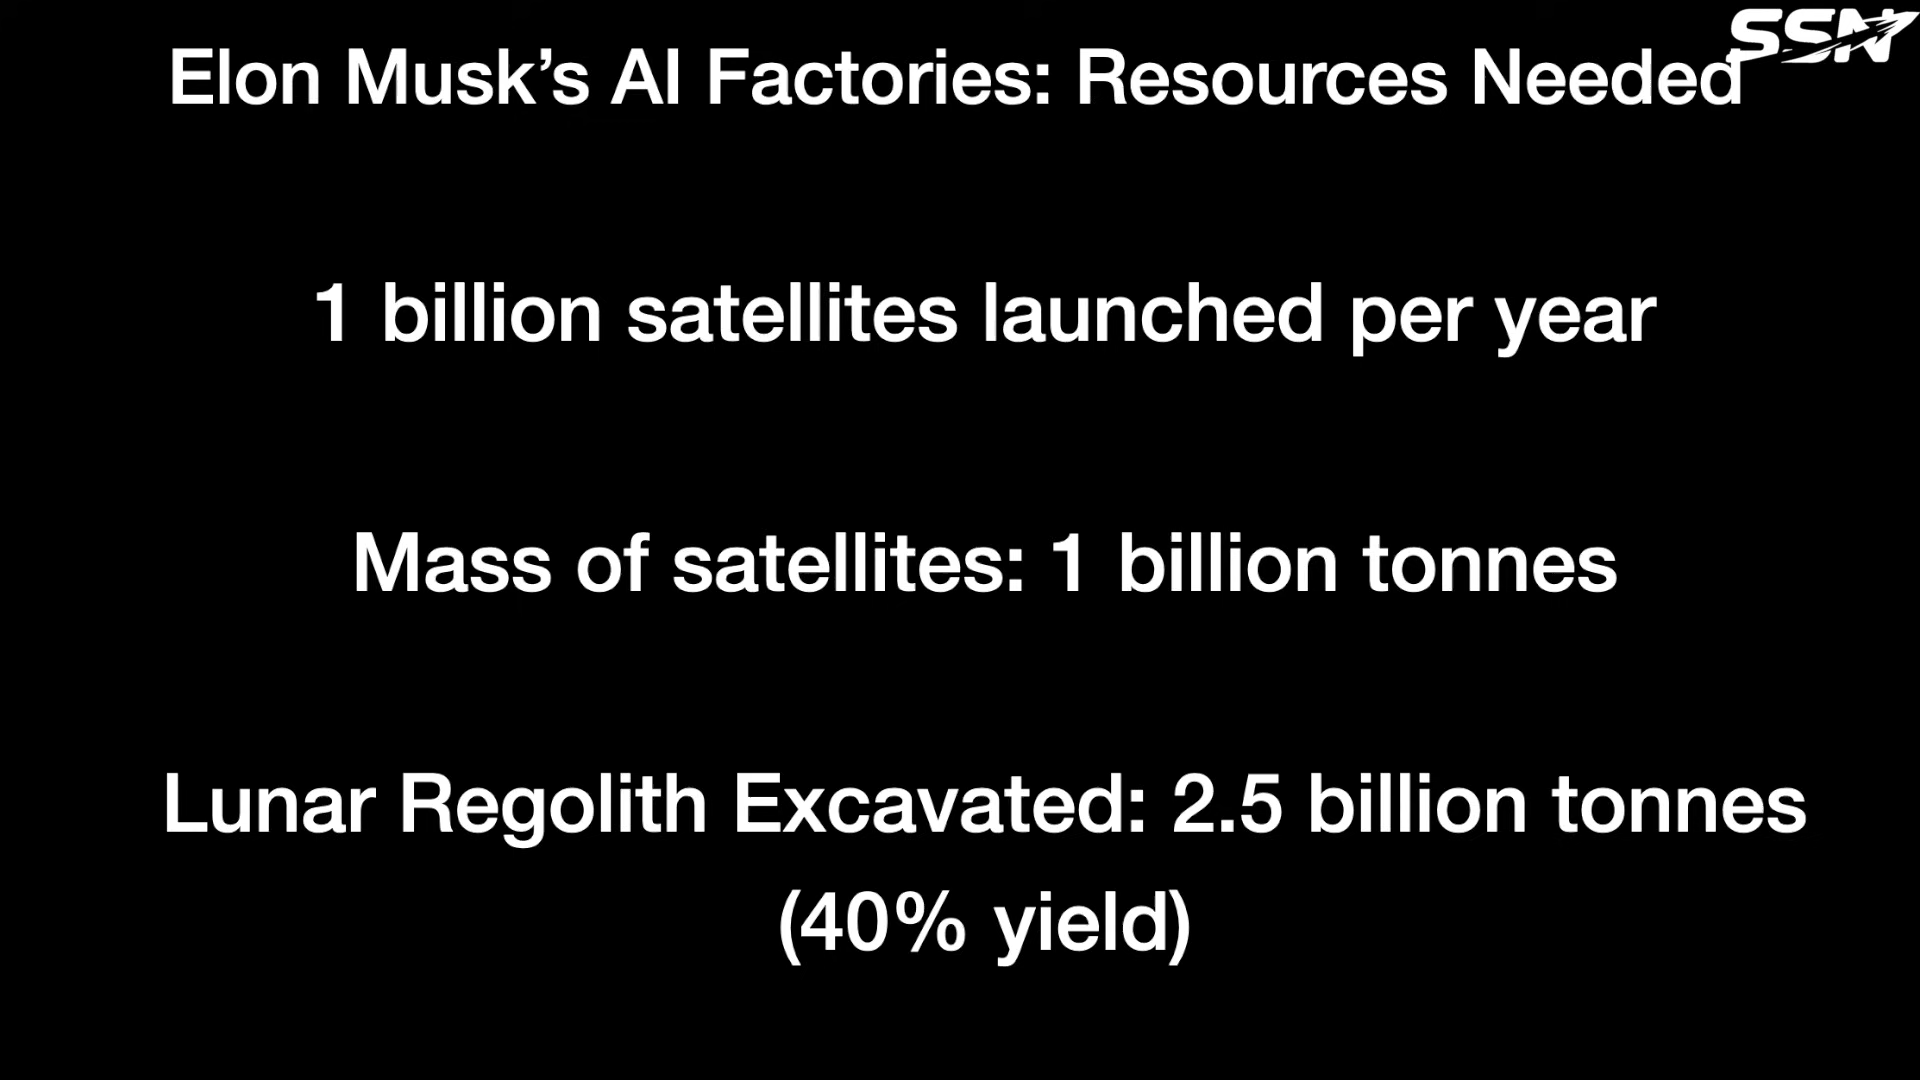 SSN
Elon Musk’s AI Factories: Resources Needed
1 billion satellites launched per year
Mass of satellites: 1 billion tonnes
Lunar Regolith Excavated: 2.5 billion tonnes
(40% yield)